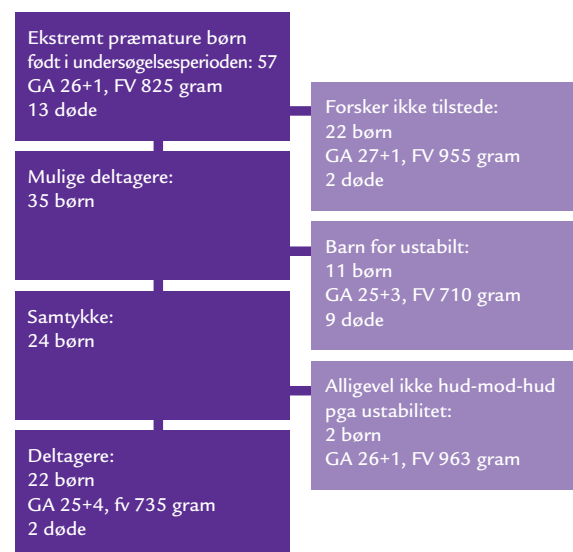 Ekstremt præmature børn
født i undersøgelsesperioden: 57
GA 26+1, FV 825 gram
13 døde
Forsker ikke tilstede:
22 børn
GA 27+1, FV 955 gram
2 døde
Mulige deltagere:
35 børn
Barn for ustabilt:
11 børn
GA 25+3, FV 710 gram
9 døde
Samtykke:
24 børn
Alligevel ikke hud-mod-hud
pga ustabilitet:
2 børn
GA 26+1, FV 963 gram
Deltagere:
22 børn
GA 25+4, fv 735 gram
2 døde